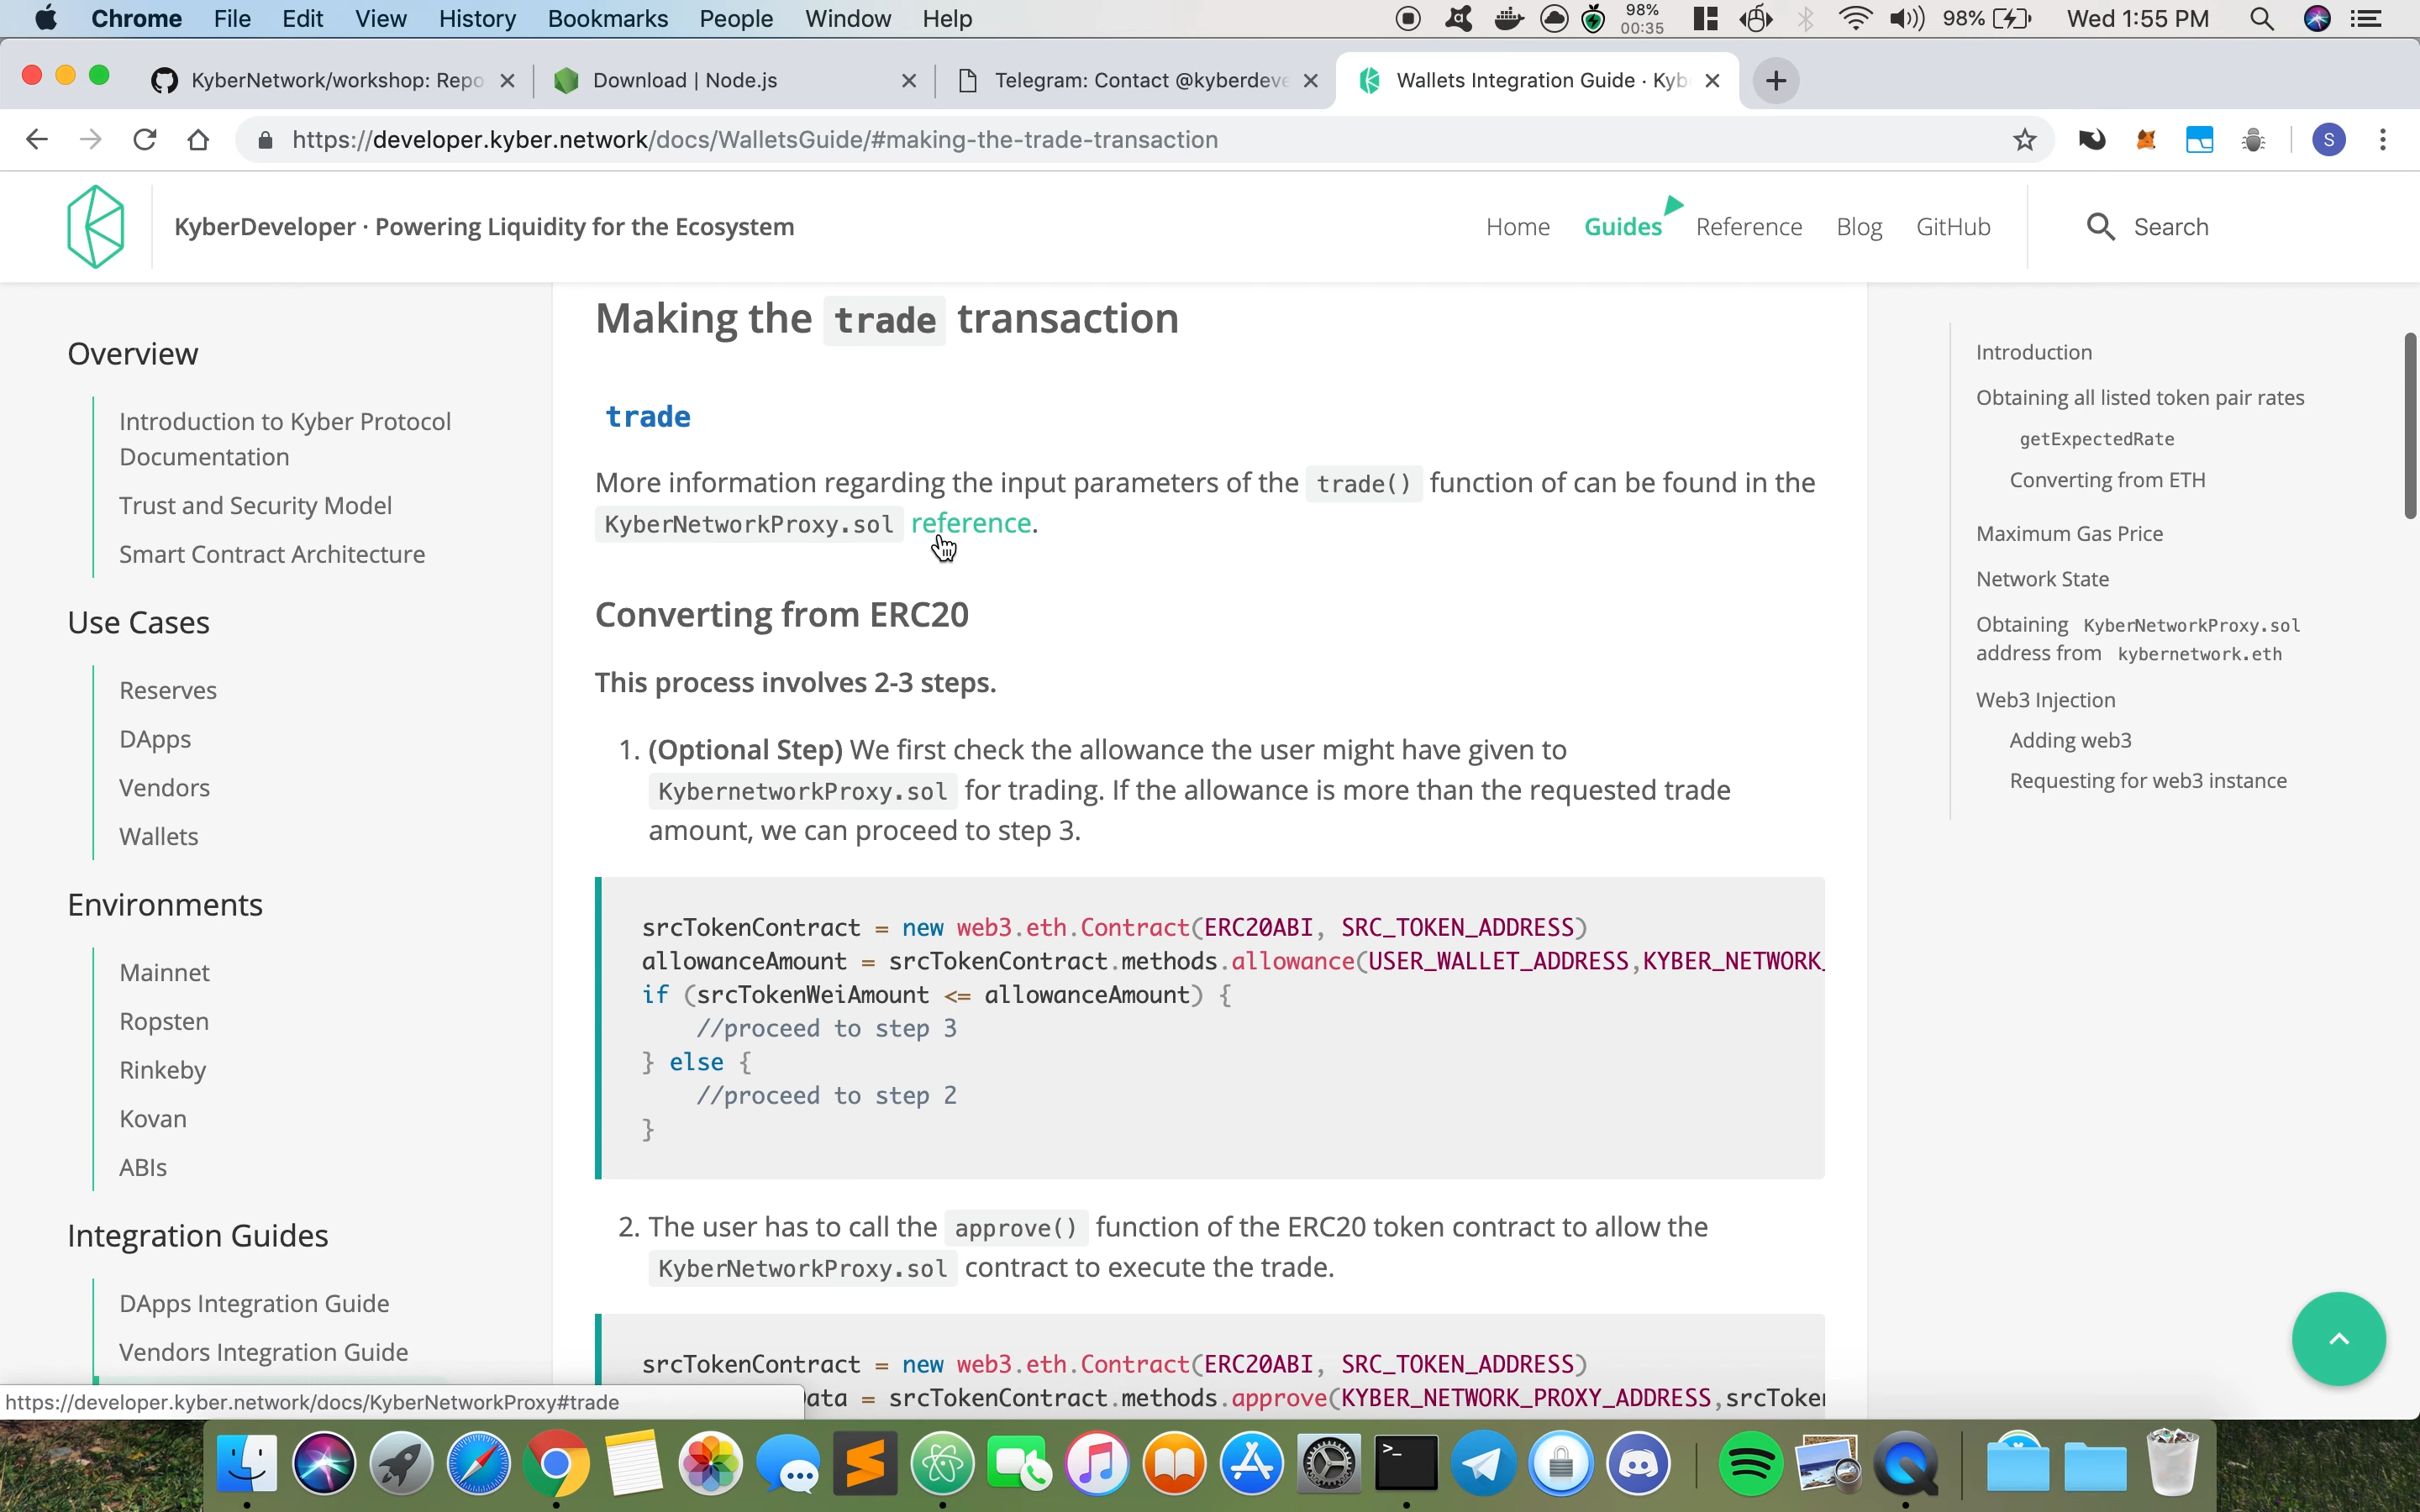 Chrome File Edit View History Bookmarks People Window Help 98% 00:35 98% Wed 1:55 PM
KyberNetwork/workshop: Repo Download | Node.js Telegram: Contact @kyberdeve Wallets Integration Guide · Kyb
https://developer.kyber.network/docs/WalletsGuide/#making-the-trade-transaction S
KyberDeveloper · Powering Liquidity for the Ecosystem Home Guides Reference Blog GitHub Search
Overview
Introduction to Kyber Protocol
Documentation
Trust and Security Model
Smart Contract Architecture
Use Cases
Reserves
DApps
Vendors
Wallets
Environments
Mainnet
Ropsten
Rinkeby
Kovan
ABIs
Integration Guides
DApps Integration Guide
Vendors Integration Guide
Making the trade transaction
trade
More information regarding the input parameters of the trade() function of can be found in the
KyberNetworkProxy.sol reference.
Converting from ERC20
This process involves 2-3 steps.
1. (Optional Step) We first check the allowance the user might have given to
KybernetworkProxy.sol for trading. If the allowance is more than the requested trade
amount, we can proceed to step 3.
srcTokenContract = new web3.eth.Contract(ERC20ABI, SRC_TOKEN_ADDRESS)
allowanceAmount = srcTokenContract.methods.allowance(USER_WALLET_ADDRESS,KYBER_NETWORK_
if (srcTokenWeiAmount <= allowanceAmount) {
//proceed to step 3
} else {
//proceed to step 2
}
2. The user has to call the approve() function of the ERC20 token contract to allow the
KyberNetworkProxy.sol contract to execute the trade.
srcTokenContract = new web3.eth.Contract(ERC20ABI, SRC_TOKEN_ADDRESS)
ata = srcTokenContract.methods.approve(KYBER_NETWORK_PROXY_ADDRESS,srcToken
Introduction
Obtaining all listed token pair rates
getExpectedRate
Converting from ETH
Maximum Gas Price
Network State
Obtaining KyberNetworkProxy.sol
address from kybernetwork.eth
Web3 Injection
Adding web3
Requesting for web3 instance
https://developer.kyber.network/docs/KyberNetworkProxy#trade